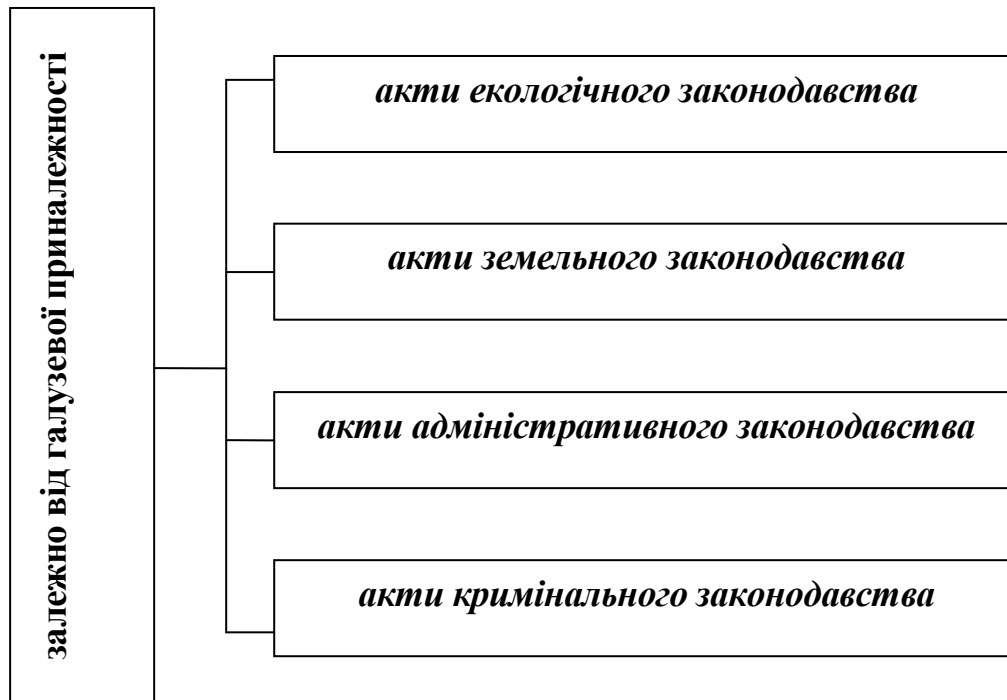 залежно від галузевої приналежності
акти екологічного законодавства
акти земельного законодавства
акти адміністративного законодавства
акти кримінального законодавства